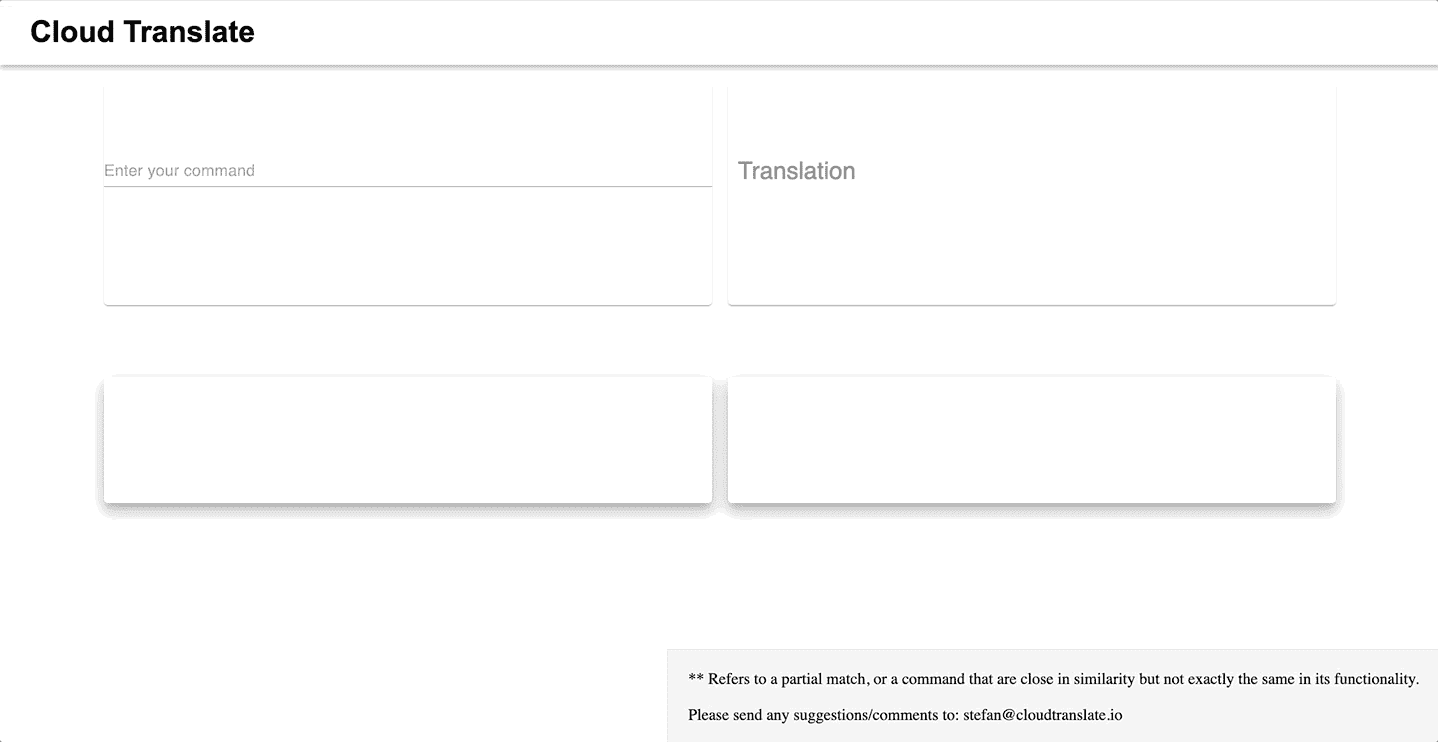 Cloud Translate
Enter your command
Translation
** Refers to a partial match, or a command that are close in similarity but not exactly the same in its functionality.
Please send any suggestions/comments to: stefan@cloudtranslate.io